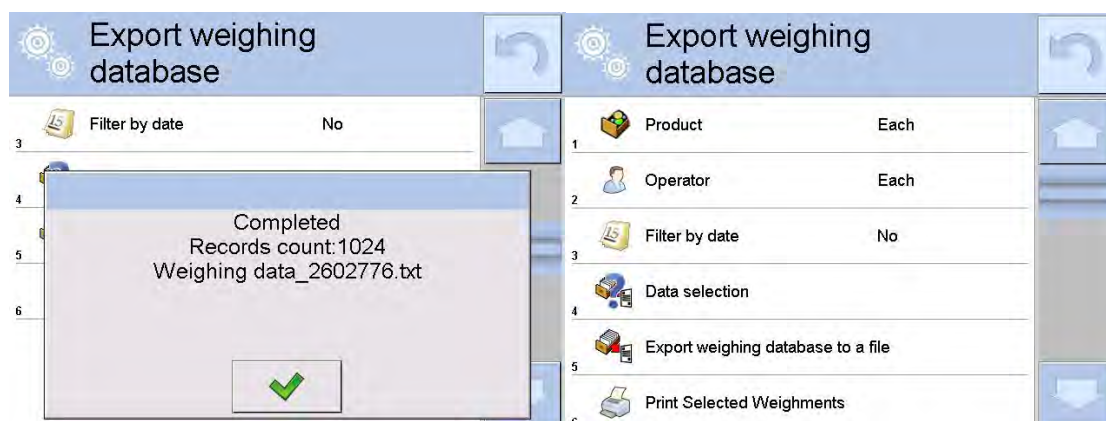 Export weighing
database
Filter by date No
3
4
5
6
Completed
Records count:1024
Weighing data_2602776.txt
Export weighing
database
Product Each
1
Operator Each
2
Filter by date No
3
Data selection
4
Export weighing database to a file
5
Print Selected Weighments